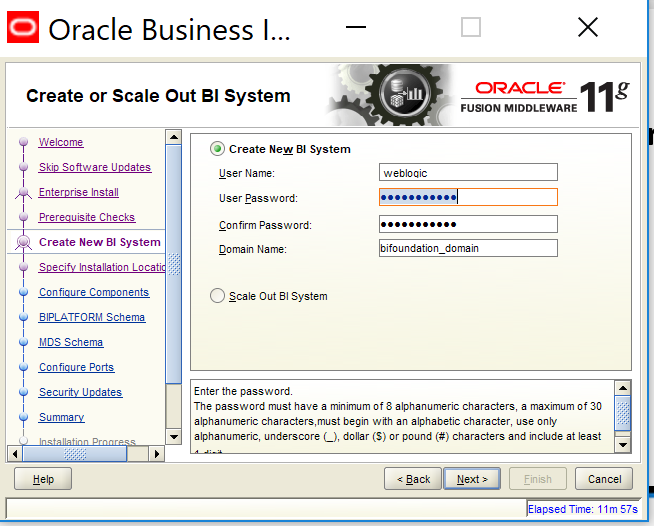 Oracle Business I...
Create or Scale Out BI System
ORACLE
FUSION MIDDLEWARE 11g
Welcome
Skip Software Updates
Enterprise Install
Prerequisite Checks
Create New BI System
Specify Installation Locatio
Configure Components
BIPLATFORM Schema
MDS Schema
Configure Ports
Security Updates
Summary
Installation Progress
Create New BI System
User Name: weblogic
User Password: ●●●●●●●●●●●
Confirm Password: ●●●●●●●●●●●
Domain Name: bifoundation_domain
Scale Out BI System
Enter the password.
The password must have a minimum of 8 alphanumeric characters, a maximum of 30
alphanumeric characters,must begin with an alphabetic character, use only
alphanumeric, underscore (_), dollar ($) or pound (#) characters and include at least
1 digit
Help
< Back
Next >
Finish
Cancel
Elapsed Time: 11m 57s